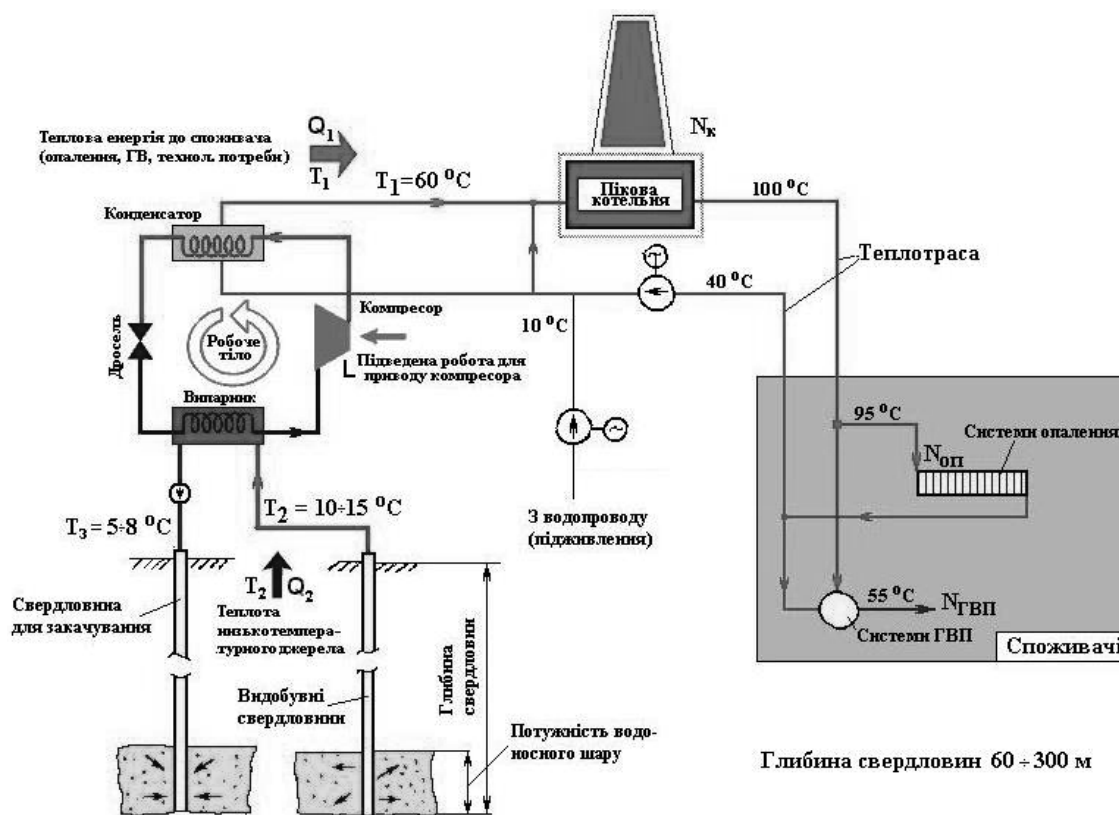 Теплова енергія до споживача
(опалення, ГВ, технол. потреби)
Q₁
T₁
T₁=60 °C
Nк
Пікова
котельня
100 °C
Конденсатор
Теплотраса
Компресор
40 °C
10 °C
Дросель
Робоче
тіло
Підведена робота для
приводу компресора
Випарник
95 °C
Системи опалення
Nоп
T₃ = 5÷8 °C
T₂ = 10÷15 °C
З водопроводу
(підживлення)
T₂
Q₂
Свердловина
для закачування
Теплота
низькотемпера-
турного джерела
55 °C
NГВП
Системи ГВП
Споживачі
Глибина
свердловин
Видобувні
свердловини
Потужність водо-
носного шару
Глибина свердловин 60 ÷ 300 м